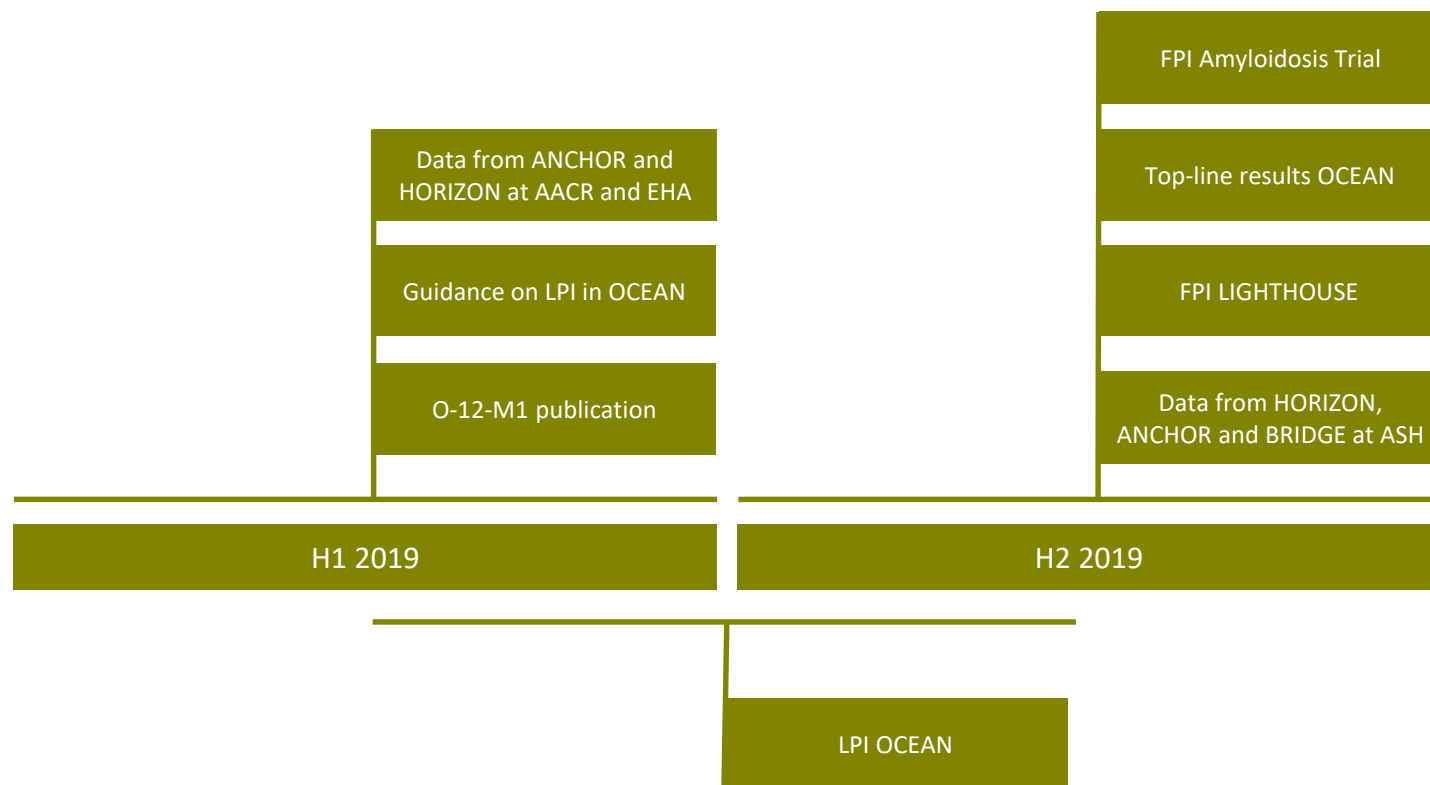 Data from ANCHOR and
HORIZON at AACR and EHA
Guidance on LPI in OCEAN
O-12-M1 publication
H1 2019
FPI Amyloidosis Trial
Top-line results OCEAN
FPI LIGHTHOUSE
Data from HORIZON,
ANCHOR and BRIDGE at ASH
H2 2019
LPI OCEAN